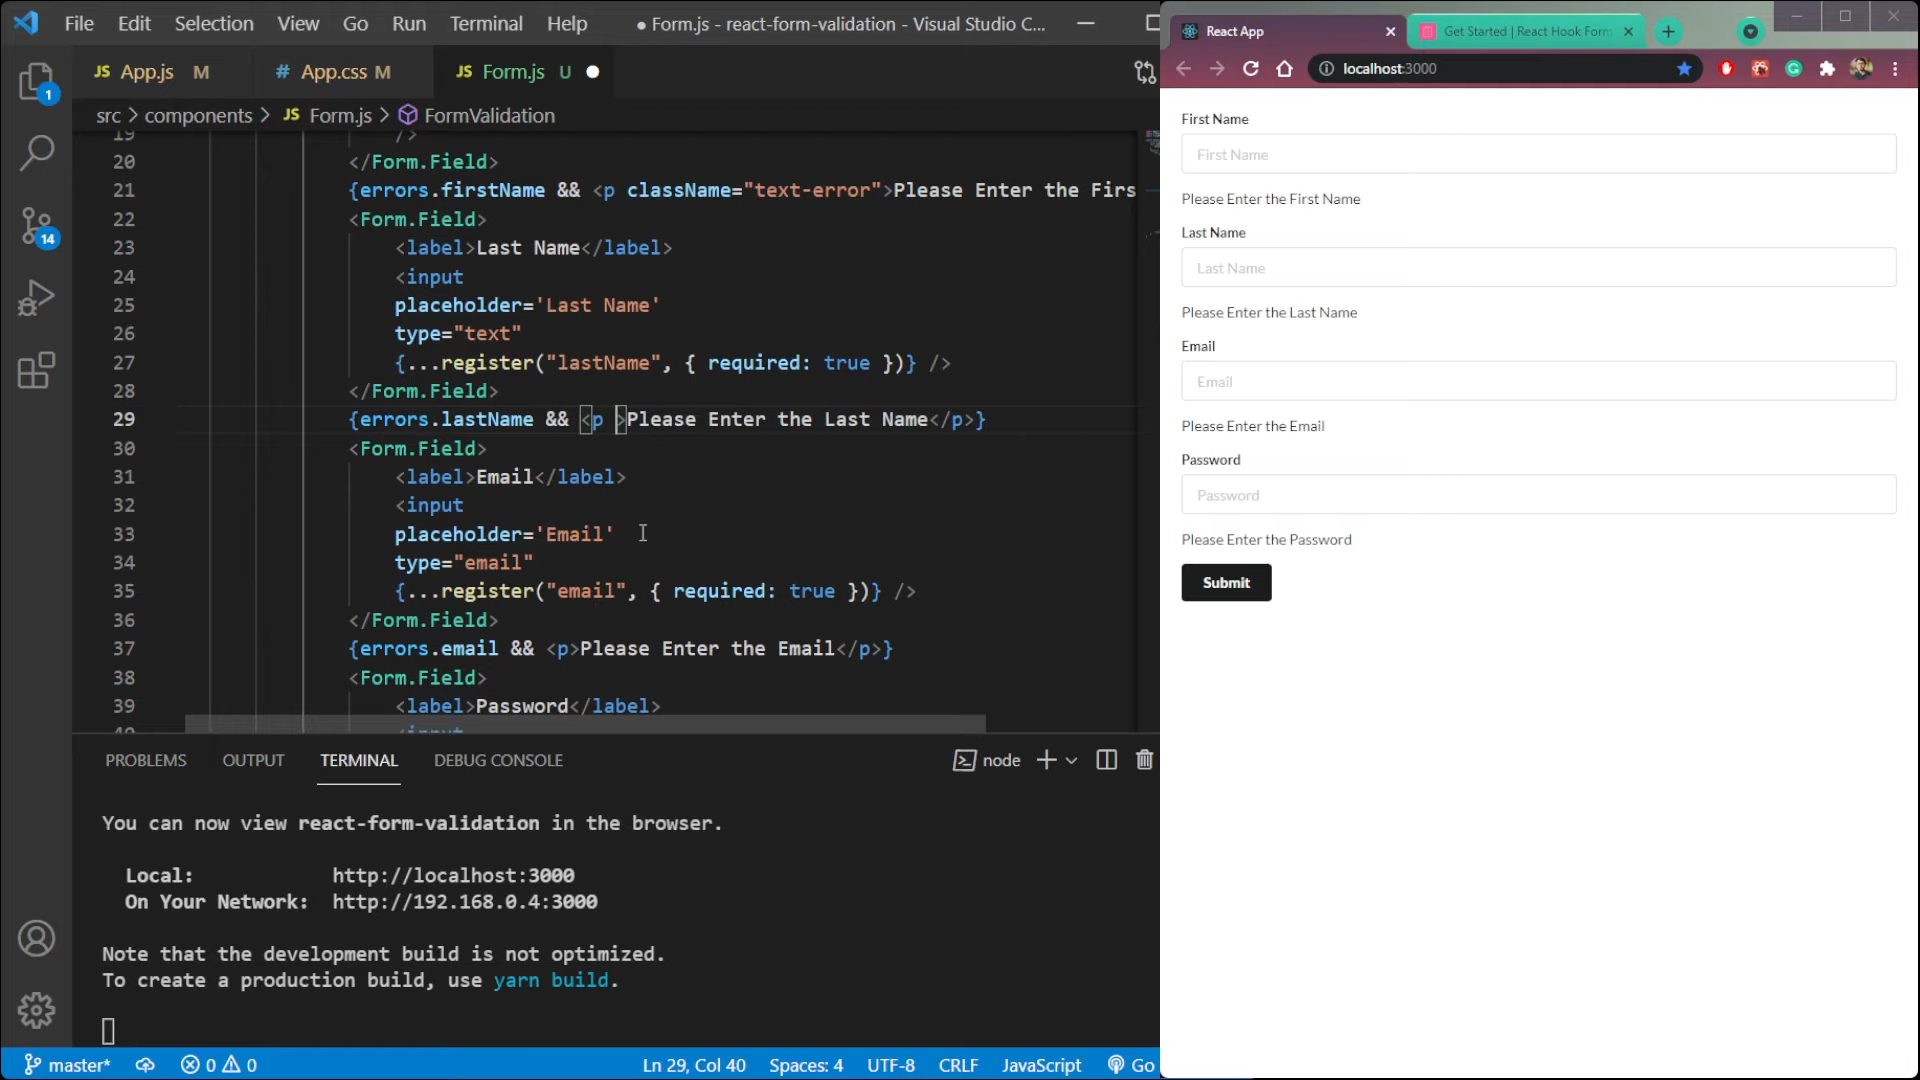 File Edit Selection View Go Run Terminal Help
● Form.js - react-form-validation - Visual Studio C...
JS App.js M
# App.css M
JS Form.js U
src > components > JS Form.js > FormValidation
19 />
20 </Form.Field>
21 {errors.firstName && <p className="text-error">Please Enter the Firs
22 <Form.Field>
23 <label>Last Name</label>
24 <input
25 placeholder='Last Name'
26 type="text"
27 {...register("lastName", { required: true })} />
28 </Form.Field>
29 {errors.lastName && <p >Please Enter the Last Name</p>}
30 <Form.Field>
31 <label>Email</label>
32 <input
33 placeholder='Email'
34 type="email"
35 {...register("email", { required: true })} />
36 </Form.Field>
37 {errors.email && <p>Please Enter the Email</p>}
38 <Form.Field>
39 <label>Password</label>
40 <input
1
14
PROBLEMS OUTPUT TERMINAL DEBUG CONSOLE
node
You can now view react-form-validation in the browser.
Local: http://localhost:3000
On Your Network: http://192.168.0.4:3000
Note that the development build is not optimized.
To create a production build, use yarn build.
master* 0 0 Ln 29, Col 40 Spaces: 4 UTF-8 CRLF JavaScript Go
React App
Get Started | React Hook Form
localhost:3000
First Name
First Name
Please Enter the First Name
Last Name
Last Name
Please Enter the Last Name
Email
Email
Please Enter the Email
Password
Password
Please Enter the Password
Submit